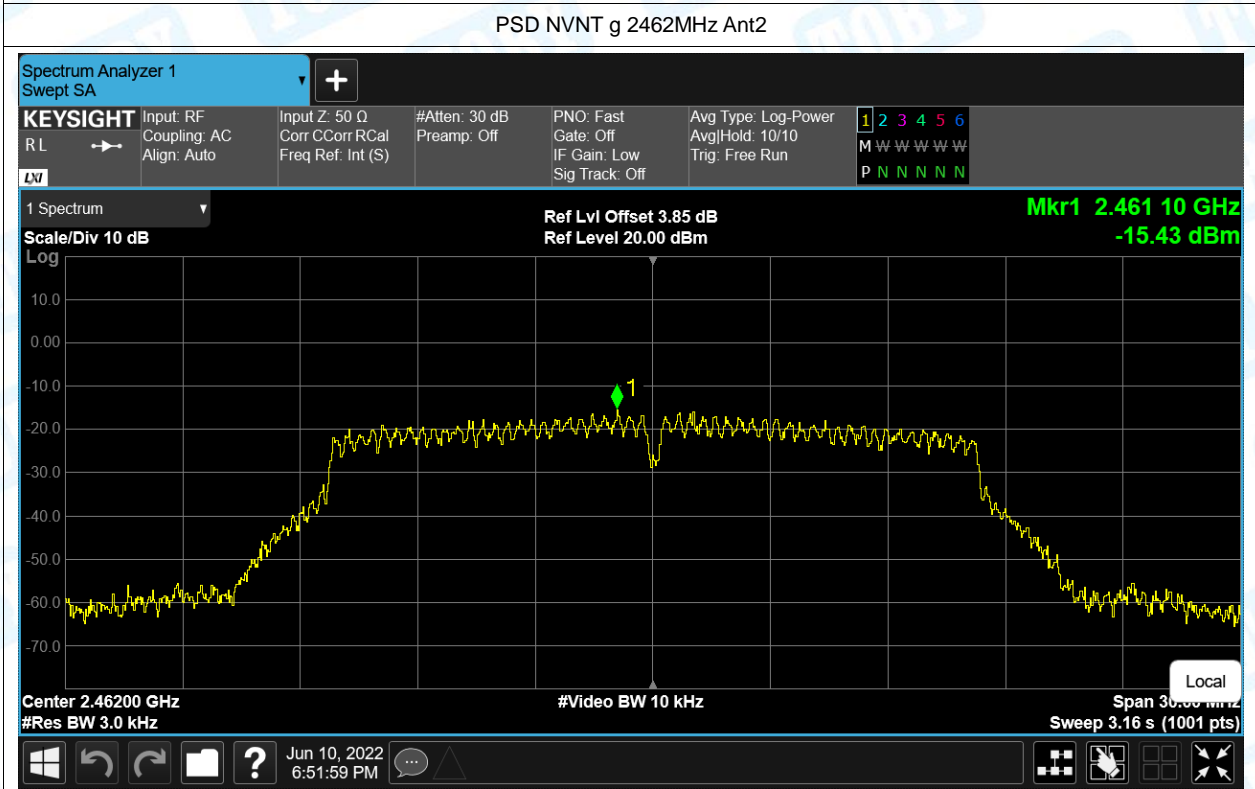 PSD NVNT g 2462MHz Ant2
Spectrum Analyzer 1
Swept SA
KEYSIGHT
R L
LXI
Input: RF
Coupling: AC
Align: Auto
Input Z: 50 Ω
Corr CCorr RCal
Freq Ref: Int (S)
#Atten: 30 dB
Preamp: Off
PNO: Fast
Gate: Off
IF Gain: Low
Sig Track: Off
Avg Type: Log-Power
Avg|Hold: 10/10
Trig: Free Run
1 2 3 4 5 6
M W W W W W
P N N N N N
1 Spectrum
Scale/Div 10 dB
Log
Ref Lvl Offset 3.85 dB
Ref Level 20.00 dBm
Mkr1 2.461 10 GHz
-15.43 dBm
10.0
0.00
-10.0
1
-20.0
-30.0
-40.0
-50.0
-60.0
-70.0
Local
Center 2.46200 GHz
#Video BW 10 kHz
Span 30.00 MHz
#Res BW 3.0 kHz
Sweep 3.16 s (1001 pts)
?
Jun 10, 2022
6:51:59 PM